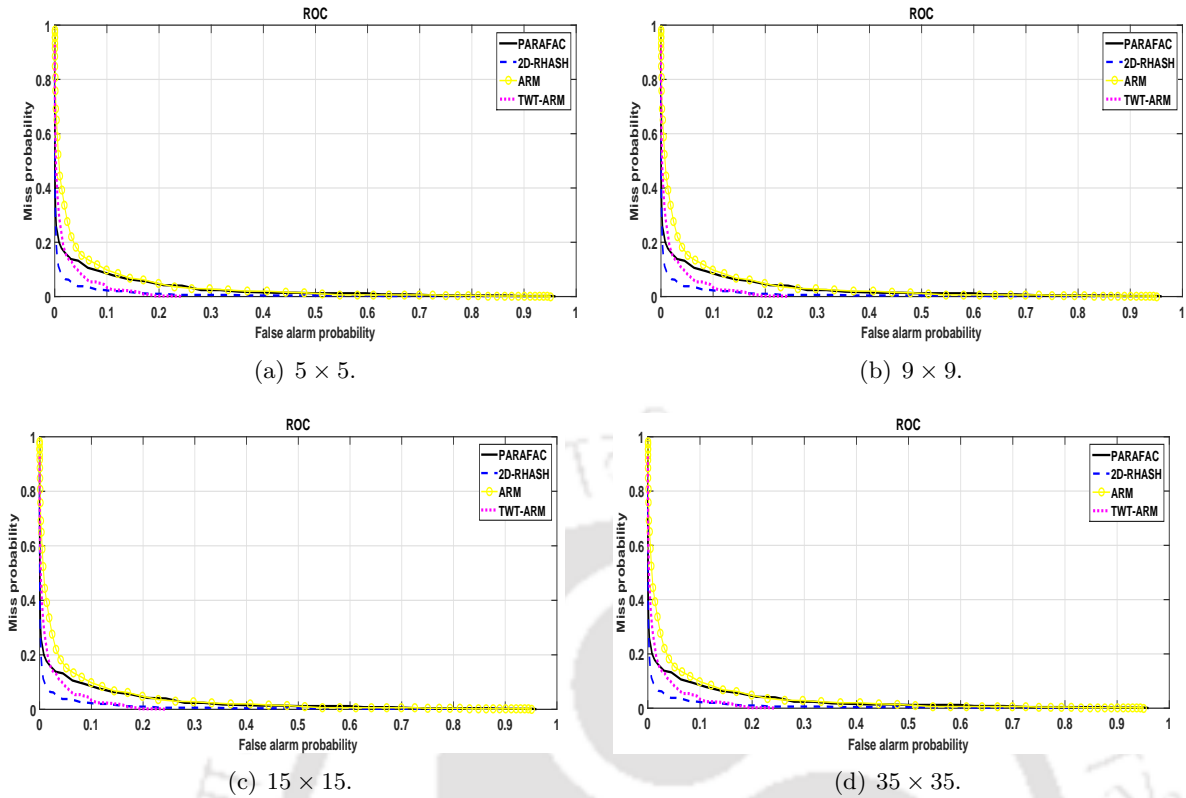 ROC
1
0.8
0.6
0.4
0.2
0
Miss probability
PARAFAC
2D-RHASH
ARM
TWT-ARM
0 0.1 0.2 0.3 0.4 0.5 0.6 0.7 0.8 0.9 1
False alarm probability
(a) 5 × 5.
ROC
1
0.8
0.6
0.4
0.2
0
Miss probability
PARAFAC
2D-RHASH
ARM
TWT-ARM
0 0.1 0.2 0.3 0.4 0.5 0.6 0.7 0.8 0.9 1
False alarm probability
(b) 9 × 9.
ROC
1
0.8
0.6
0.4
0.2
0
Miss probability
PARAFAC
2D-RHASH
ARM
TWT-ARM
0 0.1 0.2 0.3 0.4 0.5 0.6 0.7 0.8 0.9 1
False alarm probability
(c) 15 × 15.
ROC
1
0.8
0.6
0.4
0.2
0
Miss probability
PARAFAC
2D-RHASH
ARM
TWT-ARM
0 0.1 0.2 0.3 0.4 0.5 0.6 0.7 0.8 0.9 1
False alarm probability
(d) 35 × 35.